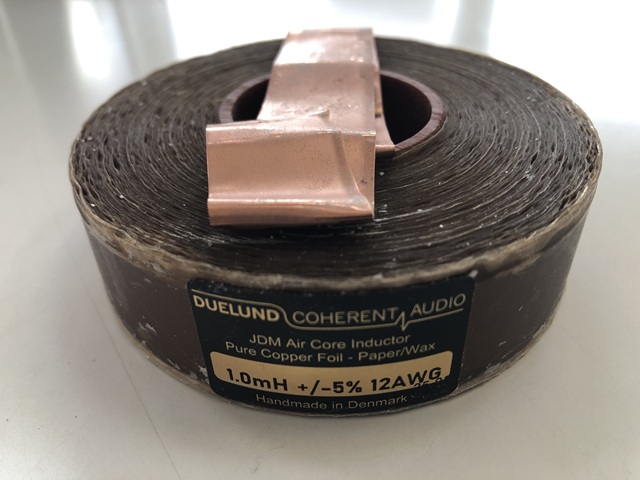 DUELUND COHERENT AUDIO
JDM Air Core Inductor
Pure Copper Foil - Paper/Wax
1.0mH +/-5% 12AWG
Handmade in Denmark